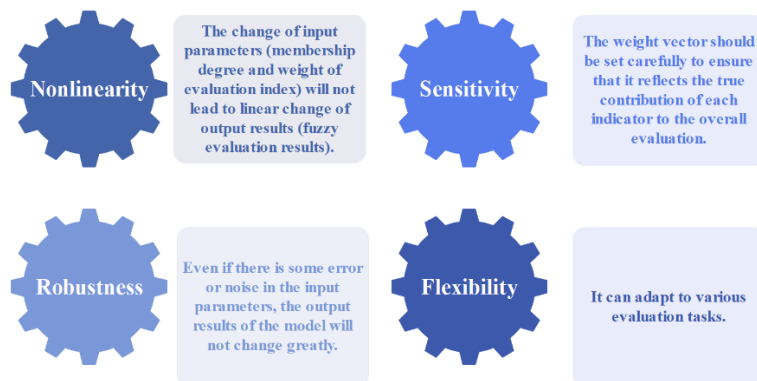 Nonlinearity
The change of input
parameters (membership
degree and weight of
evaluation index) will not
lead to linear change of
output results (fuzzy
evaluation results).
Sensitivity
The weight vector should
be set carefully to ensure
that it reflects the true
contribution of each
indicator to the overall
evaluation.
Robustness
Even if there is some error
or noise in the input
parameters, the output
results of the model will
not change greatly.
Flexibility
It can adapt to various
evaluation tasks.